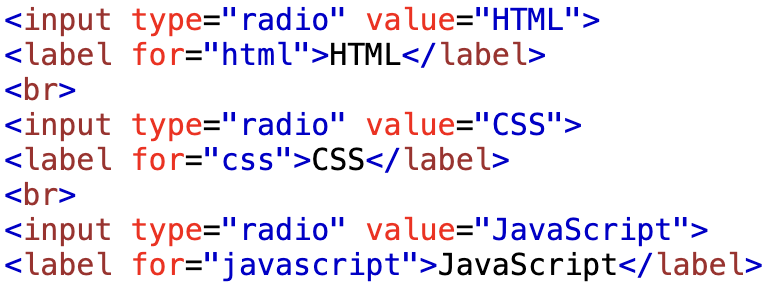 <input type="radio" value="HTML">
<label for="html">HTML</label>
<br>
<input type="radio" value="CSS">
<label for="css">CSS</label>
<br>
<input type="radio" value="JavaScript">
<label for="javascript">JavaScript</label>